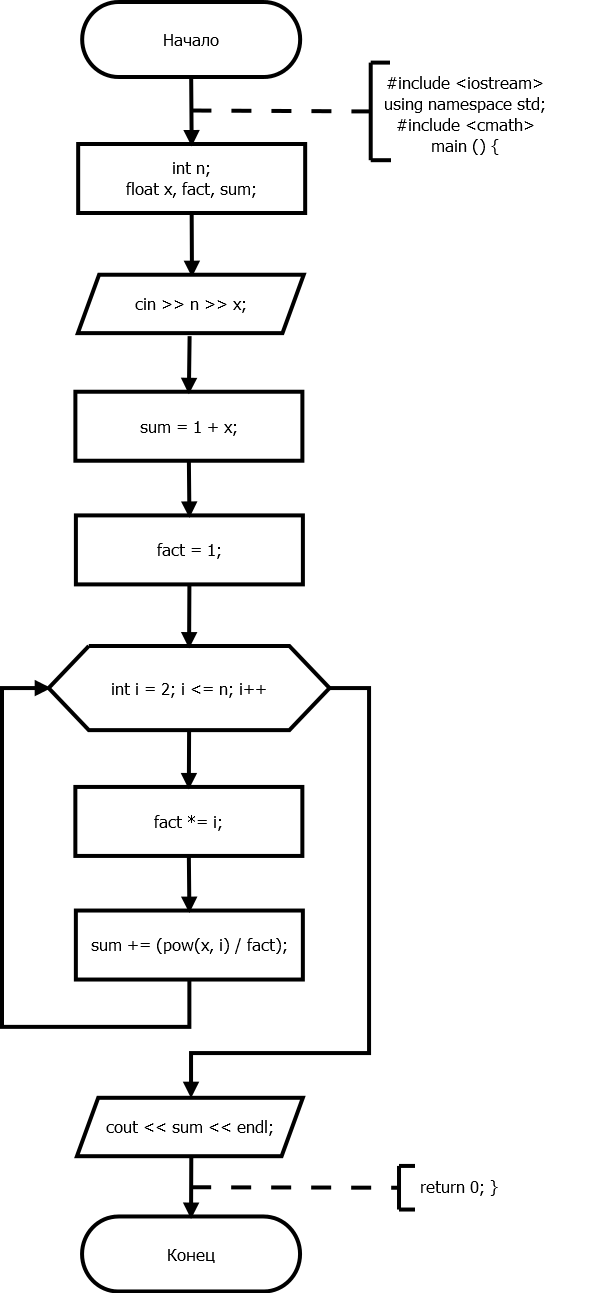 Начало
#include <iostream>
using namespace std;
#include <cmath>
main () {
int n;
float x, fact, sum;
cin >> n >> x;
sum = 1 + x;
fact = 1;
int i = 2; i <= n; i++
fact *= i;
sum += (pow(x, i) / fact);
cout << sum << endl;
return 0; }
Конец